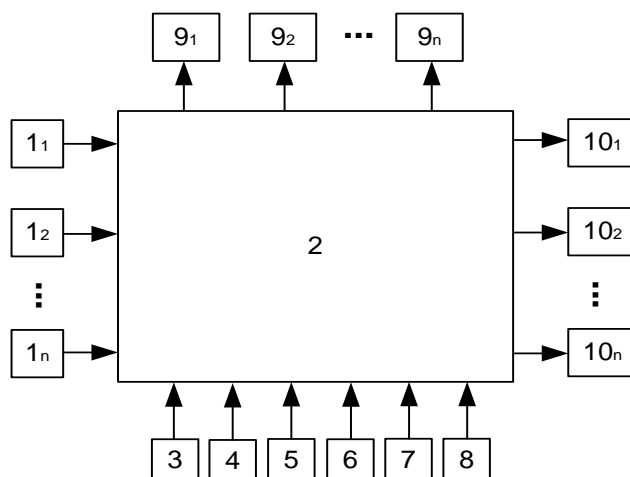 9₁ 9₂ ... 9ₙ
1₁ 10₁
1₂ 2 10₂
1ₙ 10ₙ
3 4 5 6 7 8